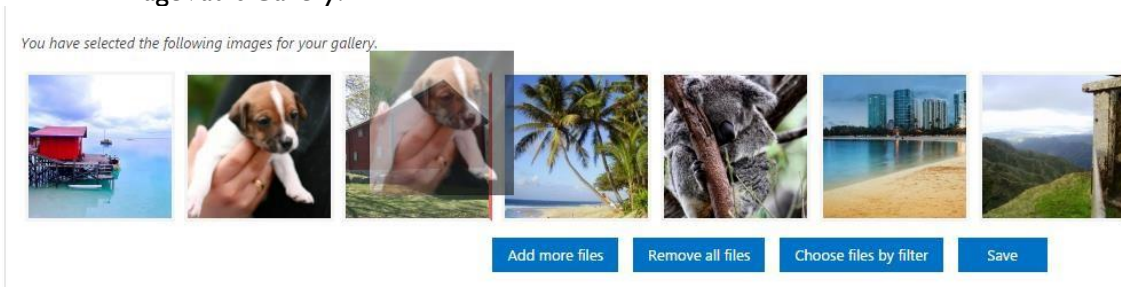 You have selected the following images for your gallery.
Add more files Remove all files Choose files by filter Save